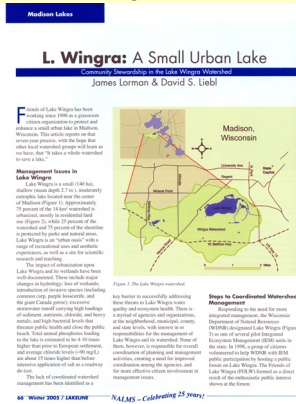 Madison Lakes
L. Wingra: A Small Urban Lake
Community Stewardship in the Lake Wingra Watershed
James Lorman & David S. Liebl
Friends of Lake Wingra has been
working since 1998 as a grassroots
citizen organization to protect and
enhance a small urban lake in Madison,
Wisconsin. This article reports on that
seven year process, with the hope that
other local watershed groups will learn as
we have, that "It takes a whole watershed
to save a lake."
Management Issues in
Lake Wingra
Lake Wingra is a small (140 ha),
shallow (mean depth 2.7 m), moderately
eutrophic lake located near the center of
Madison (Figure 1). Approximately
75 percent of the 14 km² watershed is
urbanized, mostly in residential land
use (Figure 2), while 25 percent of the
watershed and 75 percent of the shoreline
is protected by parks and natural areas.
Lake Wingra is an "urban oasis" with a
range of recreational uses and aesthetic
experiences, as well as a site for scientific
research and teaching.
The impact of urbanization upon
Lake Wingra and its wetlands have been
well-documented. These include major
changes in hydrology; loss of wetlands;
introduction of invasive species (including
common carp, purple loosestrife, and
the giant Canada goose); excessive
stormwater runoff carrying high loadings
of sediment, nutrients, chloride, and heavy
metals; and high bacterial levels that
threaten public health and close the public
beach. Total annual phosphorus loading
to the lake is estimated to be 4-10 times
higher than prior to European settlement,
and average chloride levels (~90 mg/L)
are about 15 times higher than before
intensive application of salt as a roadway
de-icer.
The lack of coordinated watershed
management has been identified as a
Madison,
Wisconsin
State
Capitol
University Ave
Regent
Mineral Point
Lake Wingra
Wingra Watershed
Figure 1. The Lake Wingra watershed.
key barrier to successfully addressing
these threats to Lake Wingra water
quality and ecosystem health. There is
a myriad of agencies and organizations,
at the neighborhood, municipal, county,
and state levels, with interest in or
responsibilities for the management of
Lake Wingra and its watershed. None of
them, however, is responsible for overall
coordination of planning and management
activities, creating a need for improved
coordination among the agencies, and
for more effective citizen involvement in
management issues.
Steps to Coordinated Watershed
Management
Responding to the need for more
integrated management, the Wisconsin
Department of Natural Resources
(WDNR) designated Lake Wingra (Figure
3) as one of several pilot Integrated
Ecosystem Management (IEM) units in
the state. In 1998, a group of citizens
volunteered to help WDNR with IEM
public participation by hosting a public
forum on Lake Wingra. The Friends of
Lake Wingra (FOLW) formed as a direct
result of the enthusiastic public interest
shown at the forum.
66 Winter 2005 / LAKELINE
NALMS – Celebrating 25 years!